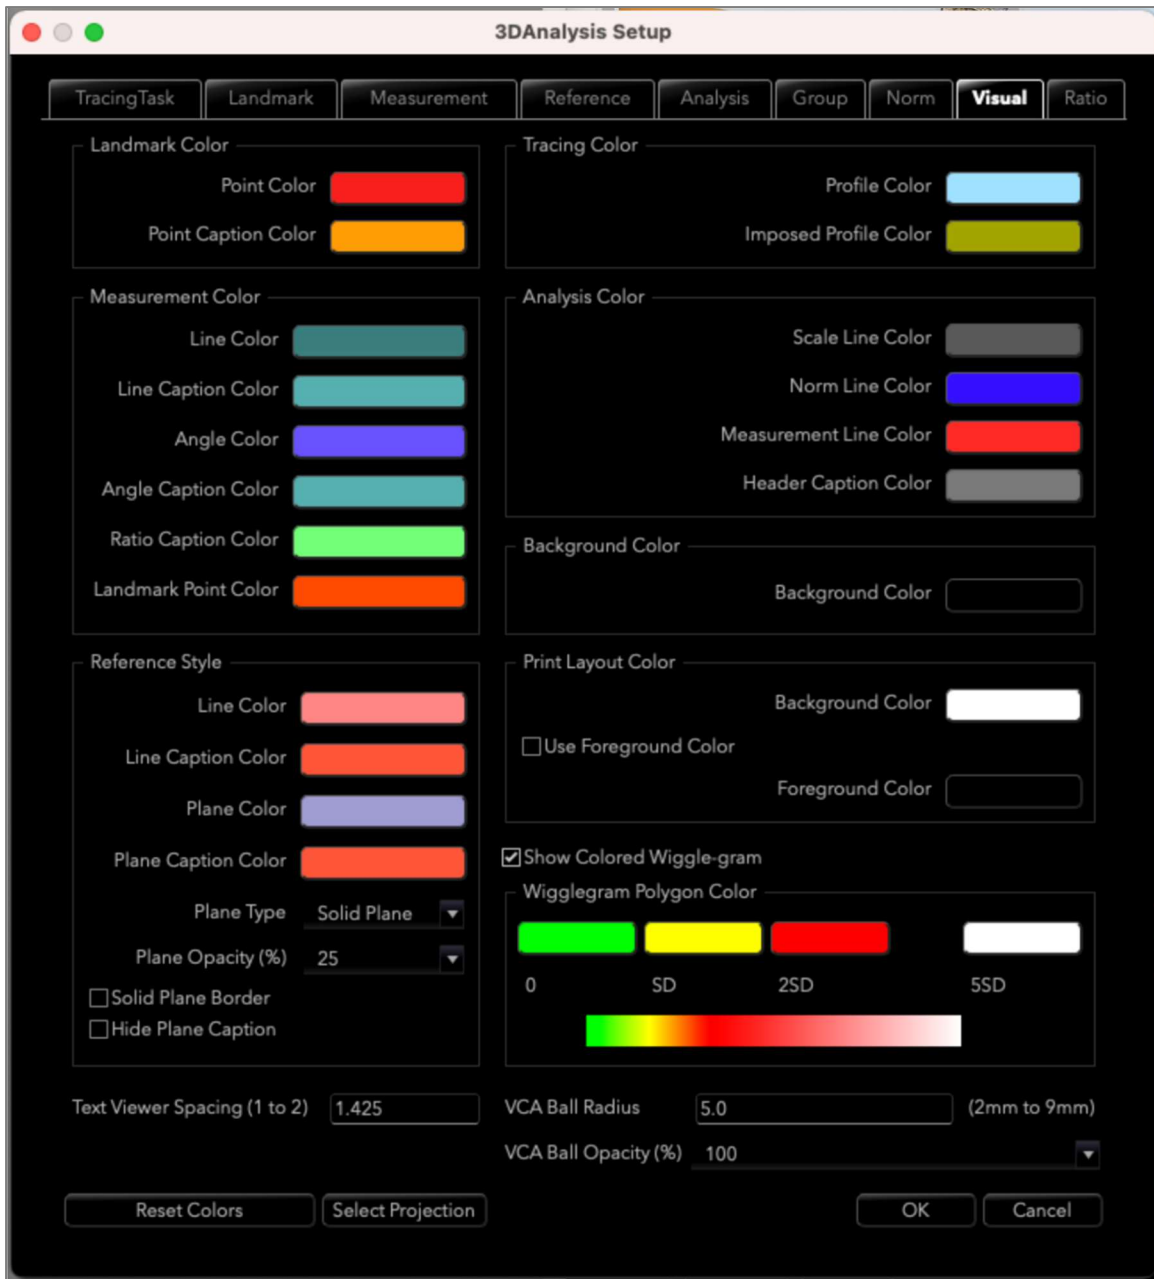 3DAnalysis Setup
TracingTask Landmark Measurement Reference Analysis Group Norm Visual Ratio
Landmark Color
Point Color
Point Caption Color
Tracing Color
Profile Color
Imposed Profile Color
Measurement Color
Line Color
Line Caption Color
Angle Color
Angle Caption Color
Ratio Caption Color
Landmark Point Color
Analysis Color
Scale Line Color
Norm Line Color
Measurement Line Color
Header Caption Color
Background Color
Background Color
Reference Style
Line Color
Line Caption Color
Plane Color
Plane Caption Color
Plane Type Solid Plane
Plane Opacity (%) 25
Solid Plane Border
Hide Plane Caption
Print Layout Color
Background Color
Use Foreground Color
Foreground Color
Show Colored Wiggle-gram
Wigglegram Polygon Color
0 SD 2SD 5SD
Text Viewer Spacing (1 to 2) 1.425
VCA Ball Radius 5.0 (2mm to 9mm)
VCA Ball Opacity (%) 100
Reset Colors Select Projection OK Cancel